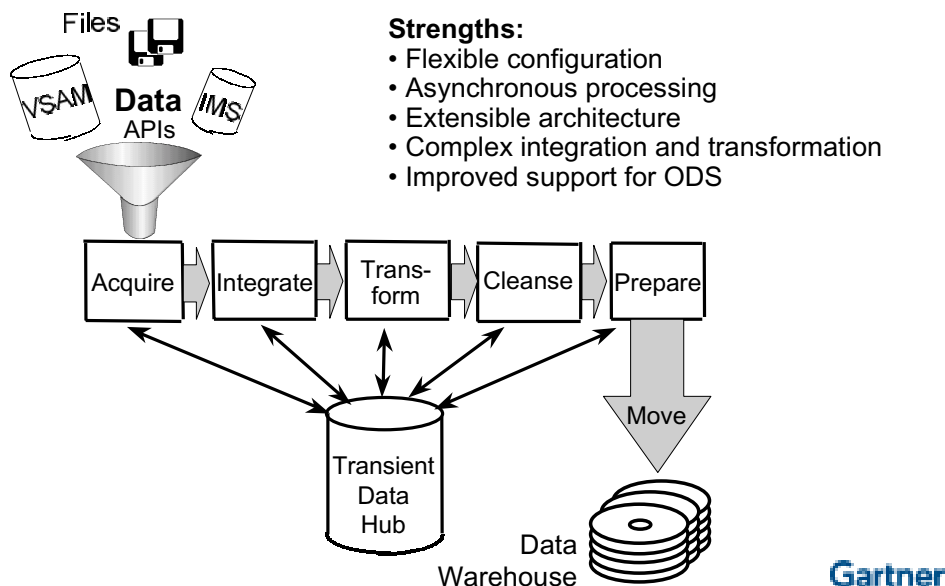 Files
VSAM
Data
APIs
IMS
Strengths:
• Flexible configuration
• Asynchronous processing
• Extensible architecture
• Complex integration and transformation
• Improved support for ODS
Acquire
Integrate
Trans-
form
Cleanse
Prepare
Move
Transient
Data
Hub
Data
Warehouse
Gartner